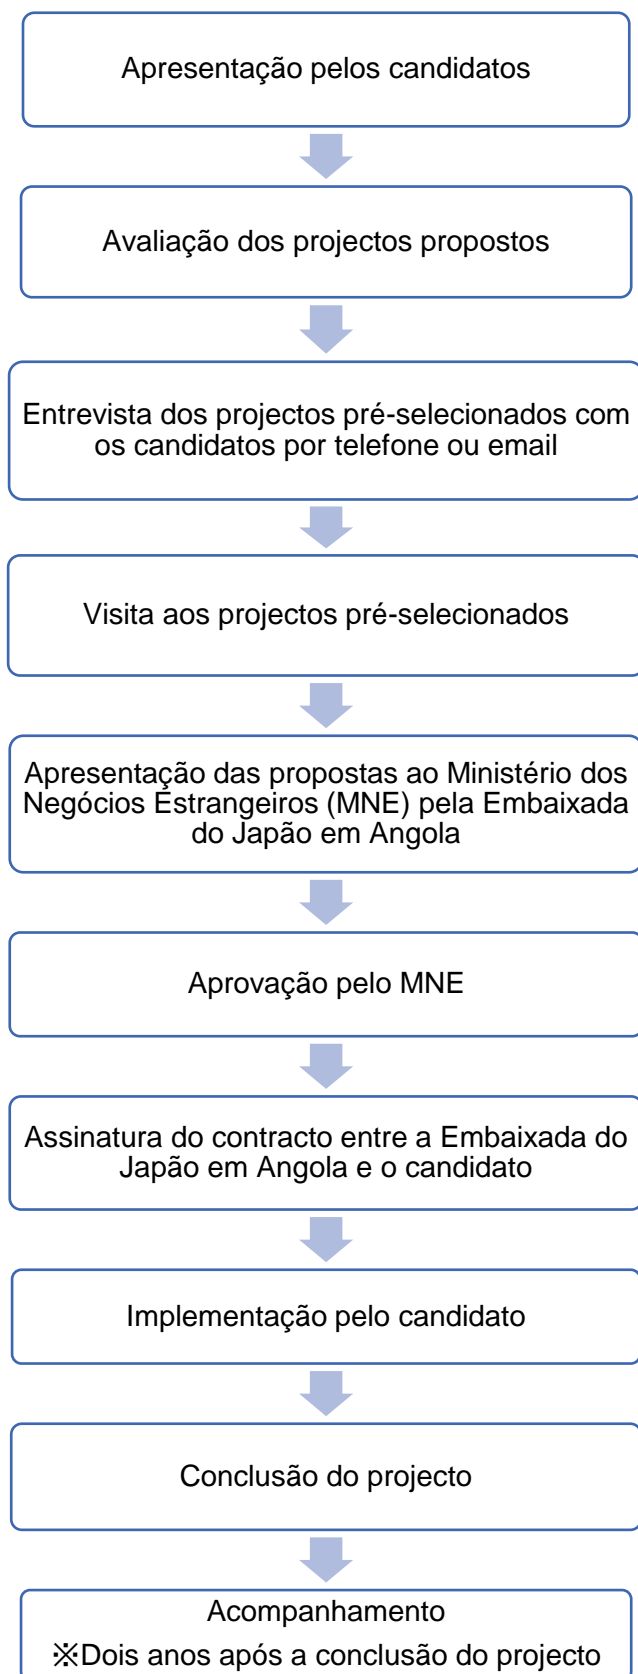 Apresentação pelos candidatos
Avaliação dos projectos propostos
Entrevista dos projectos pré-selecionados com
os candidatos por telefone ou email
Visita aos projectos pré-selecionados
Apresentação das propostas ao Ministério dos
Negócios Estrangeiros (MNE) pela Embaixada
do Japão em Angola
Aprovação pelo MNE
Assinatura do contracto entre a Embaixada do
Japão em Angola e o candidato
Implementação pelo candidato
Conclusão do projecto
Acompanhamento
※Dois anos após a conclusão do projecto